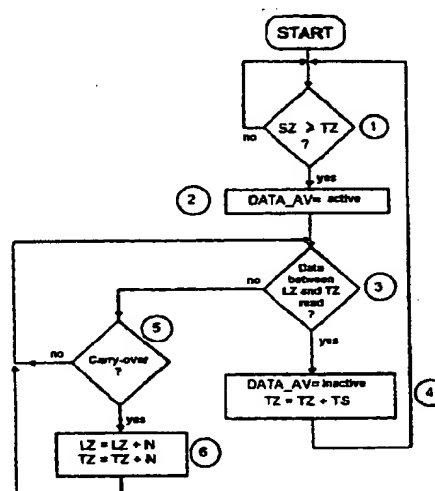 START
SZ ⩾ TZ
?
1
no
yes
2
DATA_AV= active
Data
between
LZ and TZ
read
?
3
no
yes
5
Carry-over
?
no
yes
DATA_AV=inactive
TZ = TZ + TS
4
LZ = LZ + N
TZ = TZ + N
6